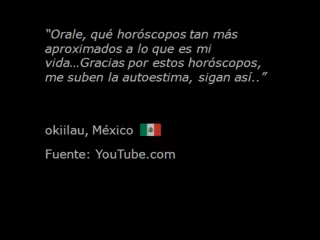 “Orale, qué horóscopos tan más
aproximados a lo que es mi
vida…Gracias por estos horóscopos,
me suben la autoestima, sigan así..”
okiilau, México
Fuente: YouTube.com